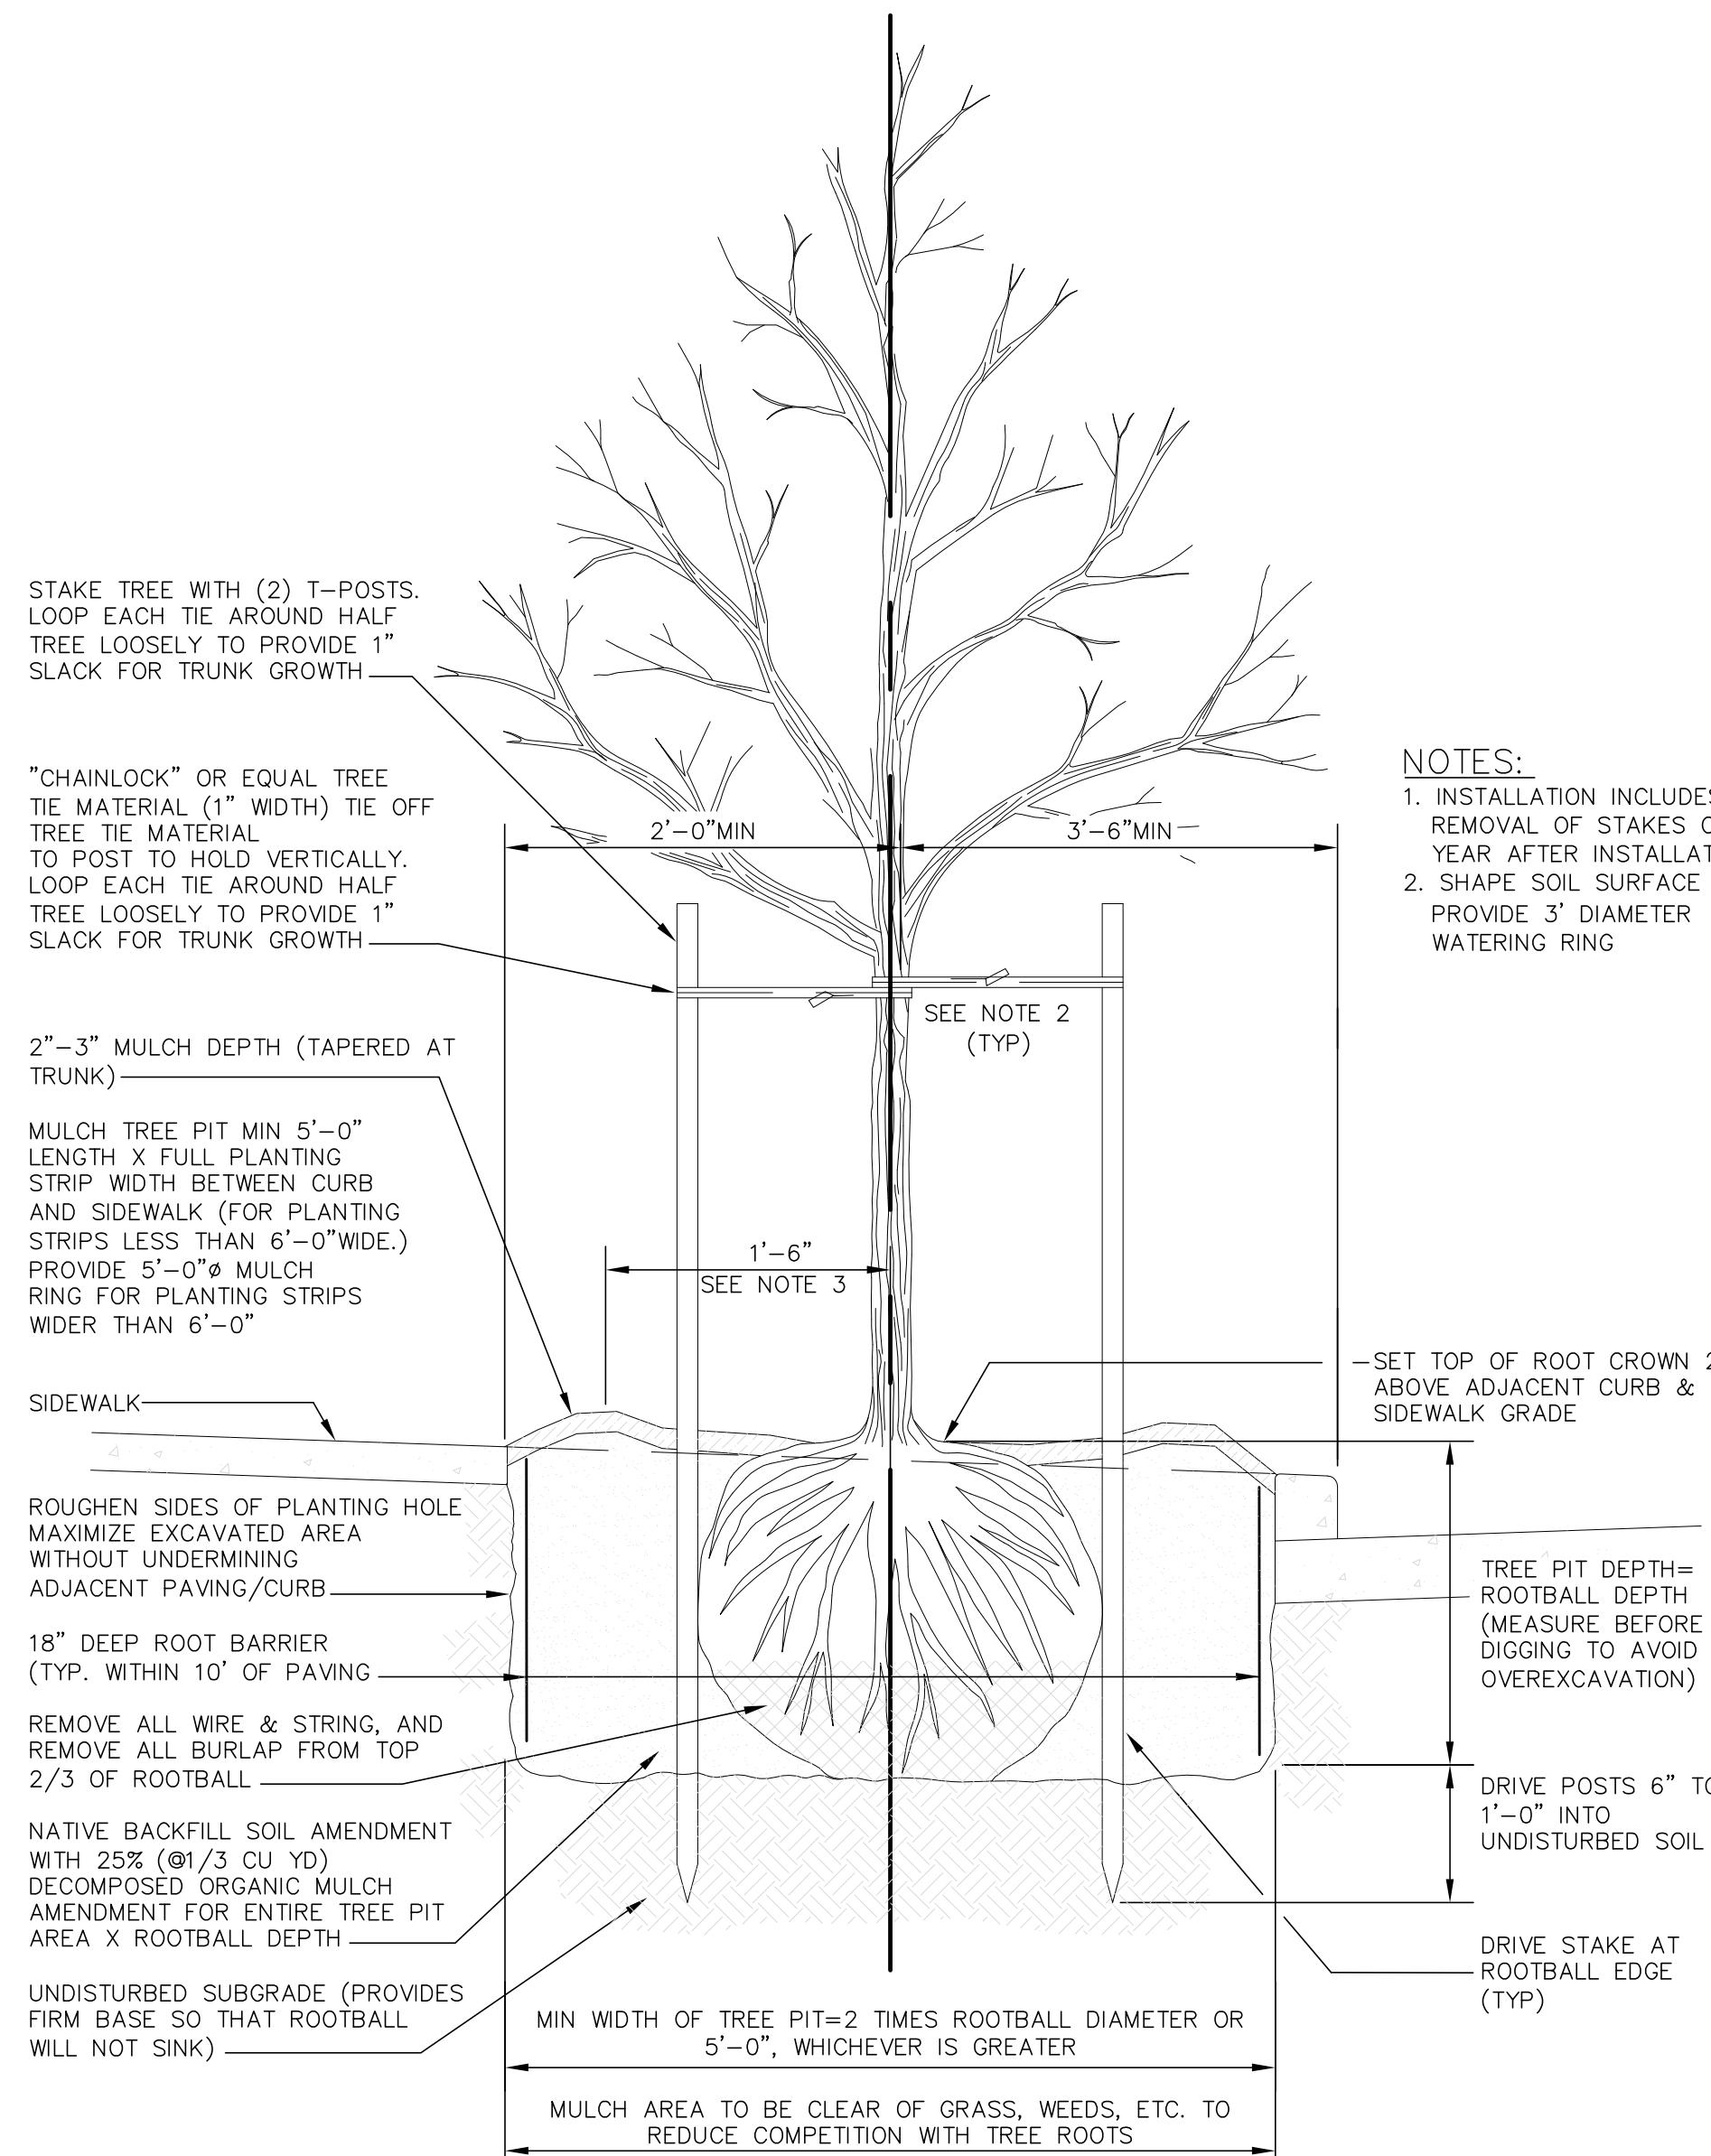 STAKE TREE WITH (2) T-POSTS.
LOOP EACH TIE AROUND HALF
TREE LOOSELY TO PROVIDE 1"
SLACK FOR TRUNK GROWTH
"CHAINLOCK" OR EQUAL TREE
TIE MATERIAL (1" WIDTH) TIE OFF
TREE TIE MATERIAL
TO POST TO HOLD VERTICALLY.
LOOP EACH TIE AROUND HALF
TREE LOOSELY TO PROVIDE 1"
SLACK FOR TRUNK GROWTH
2"-3" MULCH DEPTH (TAPERED AT
TRUNK)
MULCH TREE PIT MIN 5'-0"
LENGTH X FULL PLANTING
STRIP WIDTH BETWEEN CURB
AND SIDEWALK (FOR PLANTING
STRIPS LESS THAN 6'-0"WIDE.)
PROVIDE 5'-0"ø MULCH
RING FOR PLANTING STRIPS
WIDER THAN 6'-0"
SIDEWALK
ROUGHEN SIDES OF PLANTING HOLE
MAXIMIZE EXCAVATED AREA
WITHOUT UNDERMINING
ADJACENT PAVING/CURB
18" DEEP ROOT BARRIER
(TYP. WITHIN 10' OF PAVING
REMOVE ALL WIRE & STRING, AND
REMOVE ALL BURLAP FROM TOP
2/3 OF ROOTBALL
NATIVE BACKFILL SOIL AMENDMENT
WITH 25% (@1/3 CU YD)
DECOMPOSED ORGANIC MULCH
AMENDMENT FOR ENTIRE TREE PIT
AREA X ROOTBALL DEPTH
UNDISTURBED SUBGRADE (PROVIDES
FIRM BASE SO THAT ROOTBALL
WILL NOT SINK)
2'-0"MIN
3'-6"MIN
SEE NOTE 2
(TYP)
1'-6"
SEE NOTE 3
MIN WIDTH OF TREE PIT=2 TIMES ROOTBALL DIAMETER OR
5'-0", WHICHEVER IS GREATER
MULCH AREA TO BE CLEAR OF GRASS, WEEDS, ETC. TO
REDUCE COMPETITION WITH TREE ROOTS
NOTES:
1. INSTALLATION INCLUDES
REMOVAL OF STAKES
YEAR AFTER
2. SHAPE SOIL SURFACE
PROVIDE 3' DIAMETER
WATERING RING
SET TOP OF ROOT CROWN
ABOVE ADJACENT CURB &
SIDEWALK GRADE
TREE PIT DEPTH=
ROOTBALL DEPTH
(MEASURE BEFORE
DIGGING TO AVOID
OVEREXCAVATION)
DRIVE POSTS 6" TO
1'-0" INTO
UNDISTURBED SOIL
DRIVE STAKE AT
ROOTBALL EDGE
(TYP)